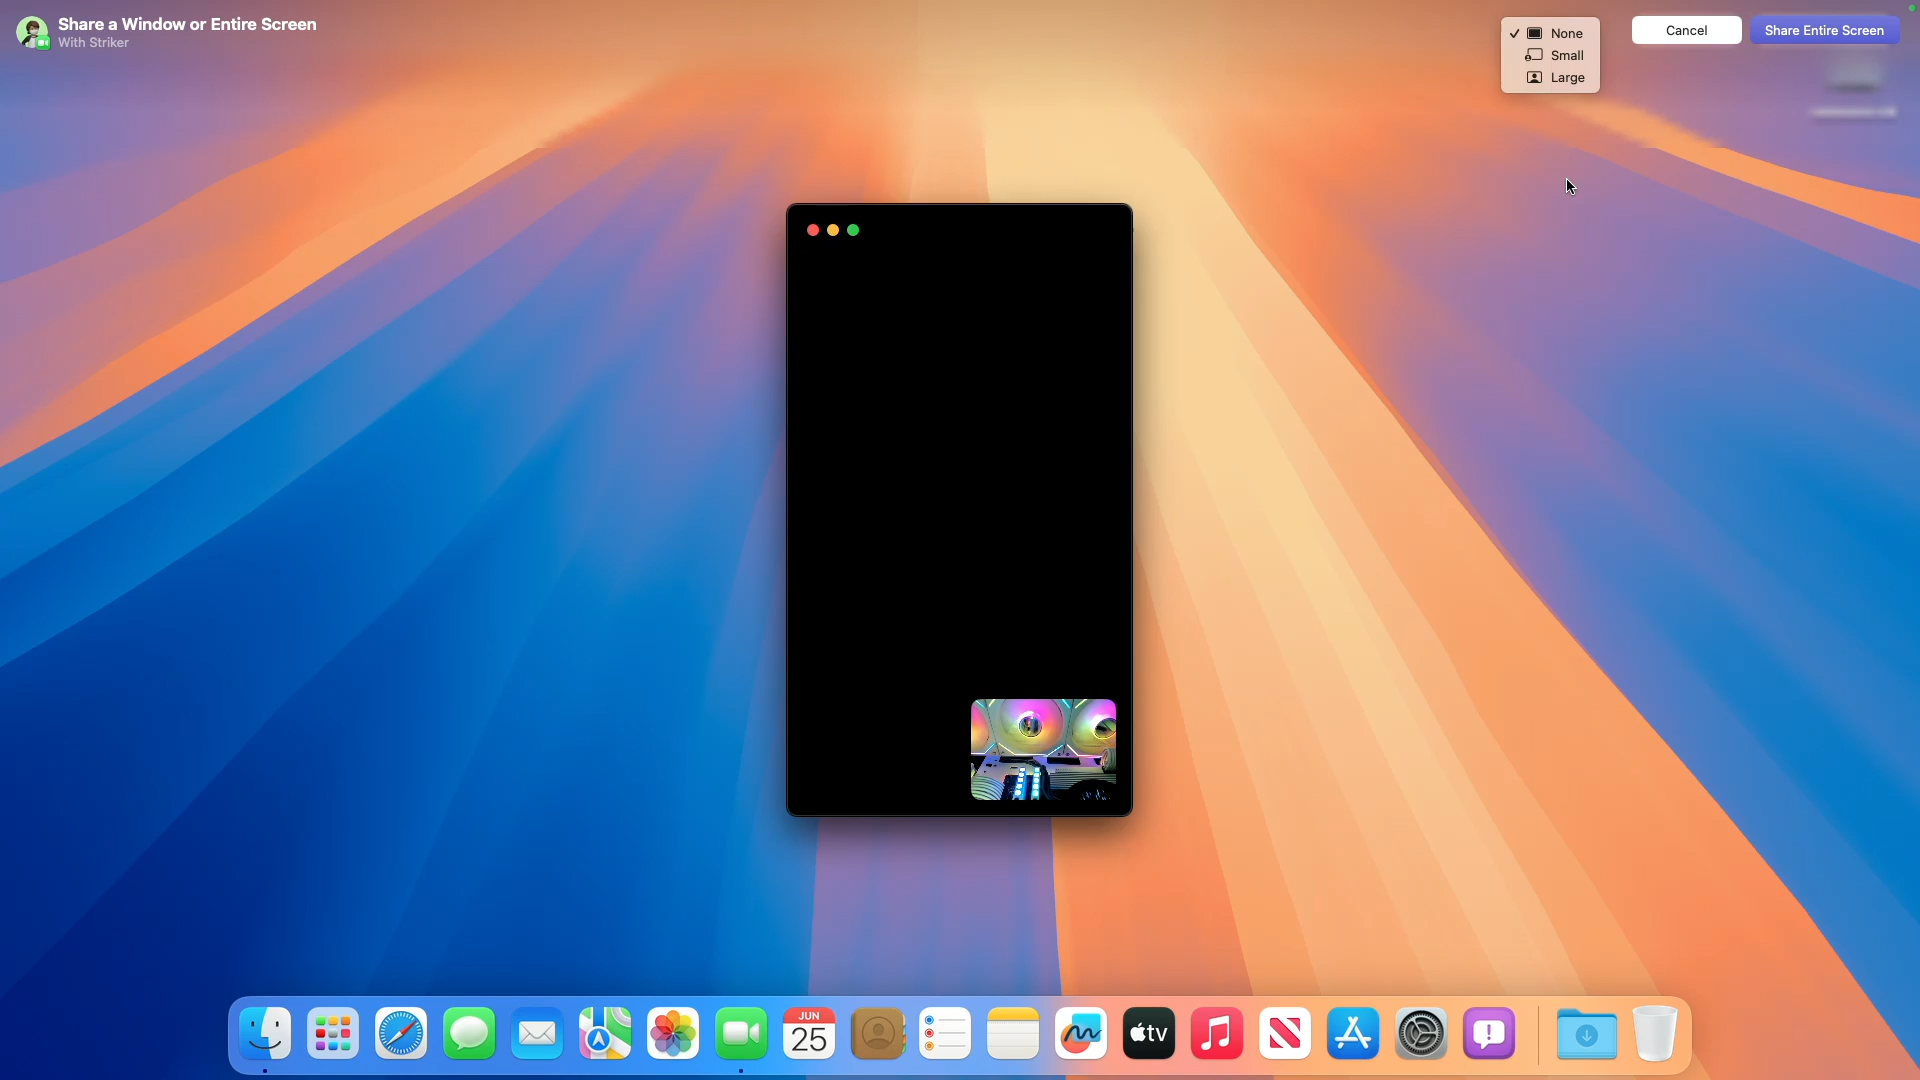 Share a Window or Entire Screen
With Striker
None
Small
Large
Cancel
Share Entire Screen
JUN
25
tv